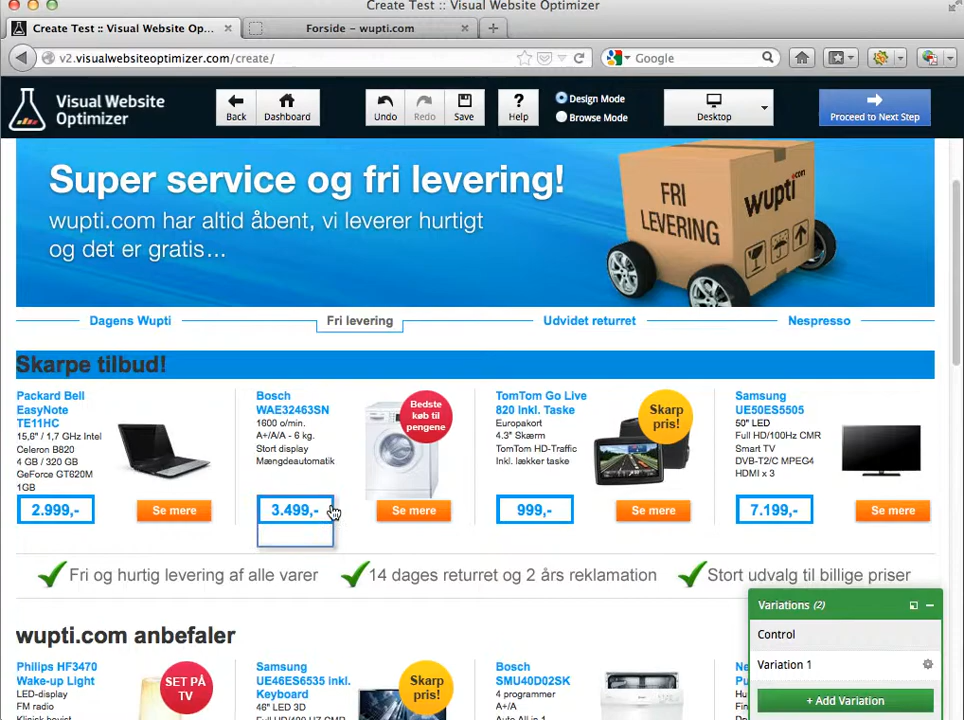 Create Test :: Visual Website Optimizer
Create Test :: Visual Website Op...
Forside – wupti.com
v2.visualwebsiteoptimizer.com/create/
Google
Visual Website
Optimizer
Back
Dashboard
Undo
Redo
Save
Help
Design Mode
Browse Mode
Desktop
Proceed to Next Step
Super service og fri levering!
wupti.com har altid åbent, vi leverer hurtigt
og det er gratis...
FRI
LEVERING
wupti.com
Dagens Wupti
Fri levering
Udvidet returret
Nespresso
Skarpe tilbud!
Packard Bell
EasyNote
TE11HC
15,6" / 1,7 GHz Intel
Celeron B820
4 GB / 320 GB
GeForce GT620M
1GB
2.999,-
Se mere
Bosch
WAE32463SN
1600 o/min.
A+/A/A - 6 kg.
Stort display
Mængdeautomatik
Bedste
køb til
pengene
3.499,-
Se mere
TomTom Go Live
820 Inkl. Taske
Europakort
4.3" Skærm
TomTom HD-Traffic
Inkl. lækker taske
Skarp
pris!
999,-
Se mere
Samsung
UE50ES5505
50" LED
Full HD/100Hz CMR
Smart TV
DVB-T2/C MPEG4
HDMI x 3
7.199,-
Se mere
Fri og hurtig levering af alle varer
14 dages returret og 2 års reklamation
Stort udvalg til billige priser
wupti.com anbefaler
Philips HF3470
Wake-up Light
LED-display
FM radio
SET PÅ
TV
Samsung
UE46ES6535 inkl.
Keyboard
46" LED 3D
Skarp
pris!
Bosch
SMU40D02SK
4 programmer
A+/A
Variations (2)
Control
Variation 1
+ Add Variation